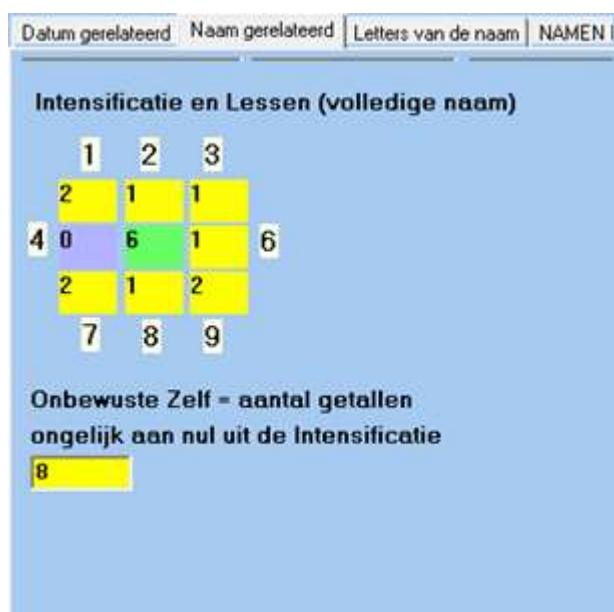 Datum gerelateerd Naam gerelateerd Letters van de naam NAMEN
Intensificatie en Lessen (volledige naam)
1 2 3
2 1 1
4 0 6 1 6
2 1 2
7 8 9
Onbewuste Zelf = aantal getallen
ongelijk aan nul uit de Intensificatie
8